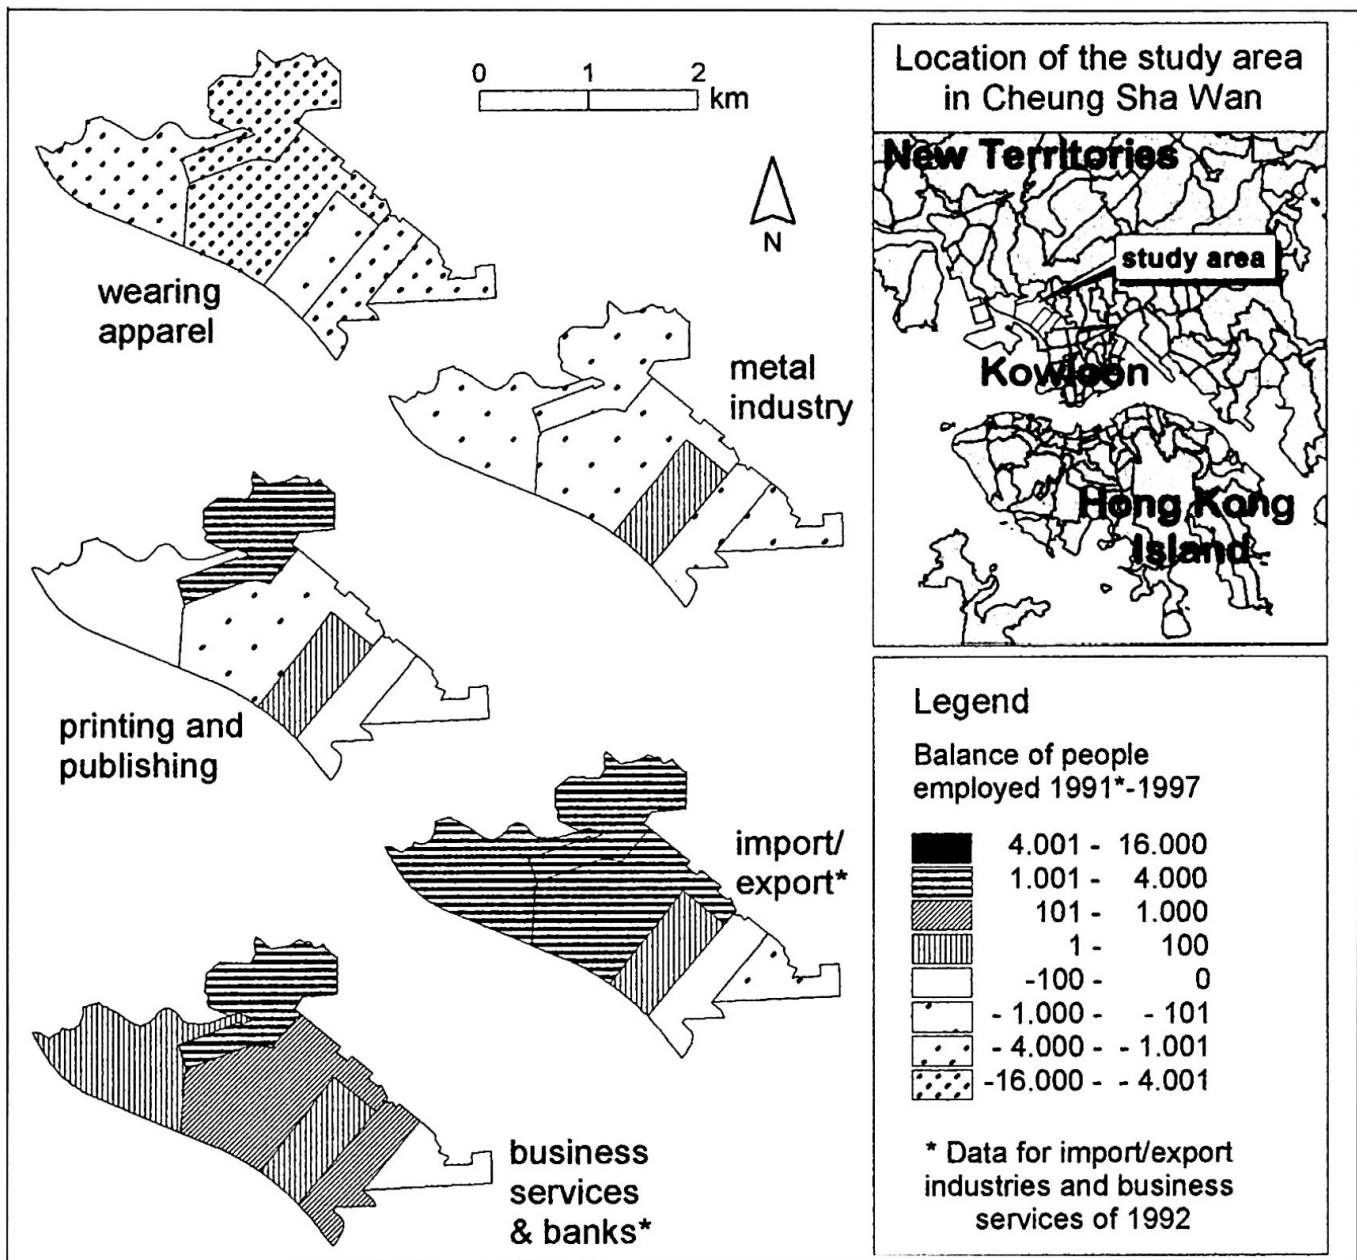 0 1 2
km
N
wearing
apparel
metal
industry
printing and
publishing
import/
export*
business
services
& banks*
Location of the study area
in Cheung Sha Wan
New Territories
study area
Kowloon
Hong Kong
Island
Legend
Balance of people
employed 1991*-1997
4.001 - 16.000
1.001 - 4.000
101 - 1.000
1 - 100
-100 - 0
- 1.000 - - 101
- 4.000 - - 1.001
-16.000 - - 4.001
* Data for import/export
industries and business
services of 1992